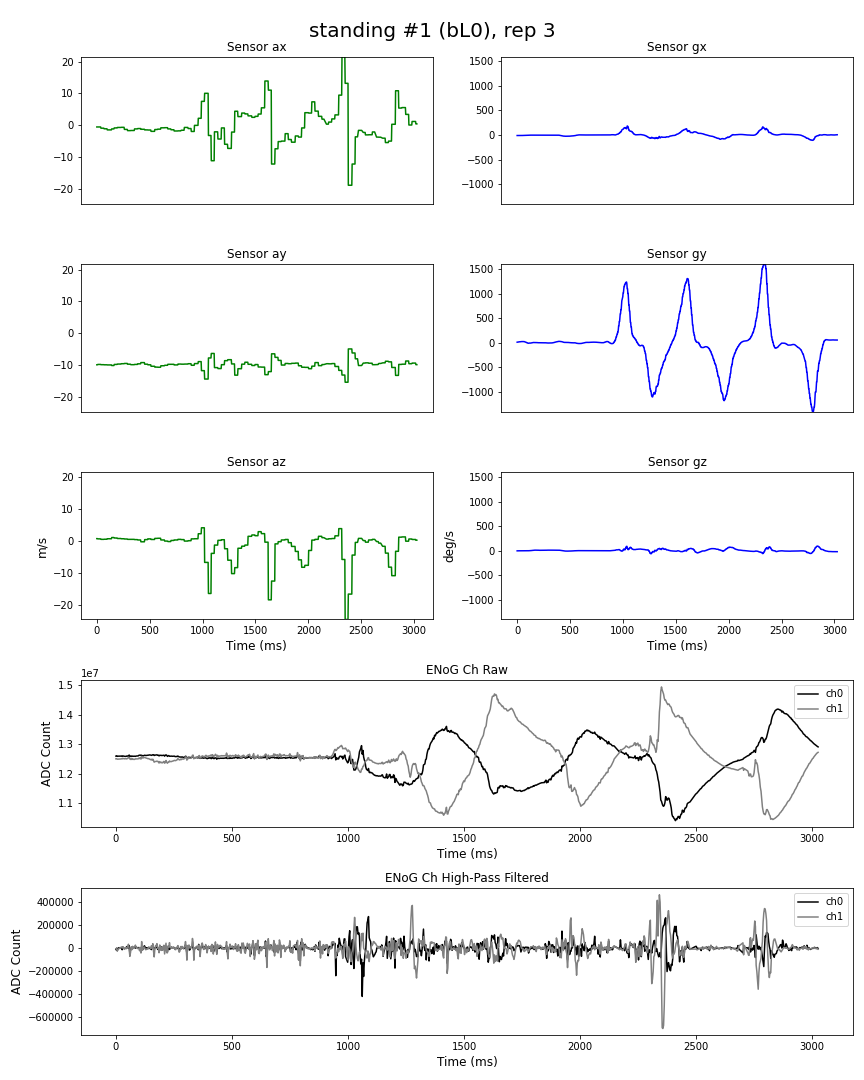 standing #1 (bL0), rep 3
Sensor ax
20
10
0
−10
−20
Sensor gx
1500
1000
500
0
−500
−1000
Sensor ay
20
10
0
−10
−20
Sensor gy
1500
1000
500
0
−500
−1000
Sensor az
20
10
0
−10
−20
m/s
0 500 1000 1500 2000 2500 3000
Time (ms)
Sensor gz
1500
1000
500
0
−500
−1000
deg/s
0 500 1000 1500 2000 2500 3000
Time (ms)
ENoG Ch Raw
1e7
1.5
1.4
1.3
1.2
1.1
ADC Count
ch0
ch1
0 500 1000 1500 2000 2500 3000
Time (ms)
ENoG Ch High-Pass Filtered
400000
200000
0
−200000
−400000
−600000
ADC Count
ch0
ch1
0 500 1000 1500 2000 2500 3000
Time (ms)